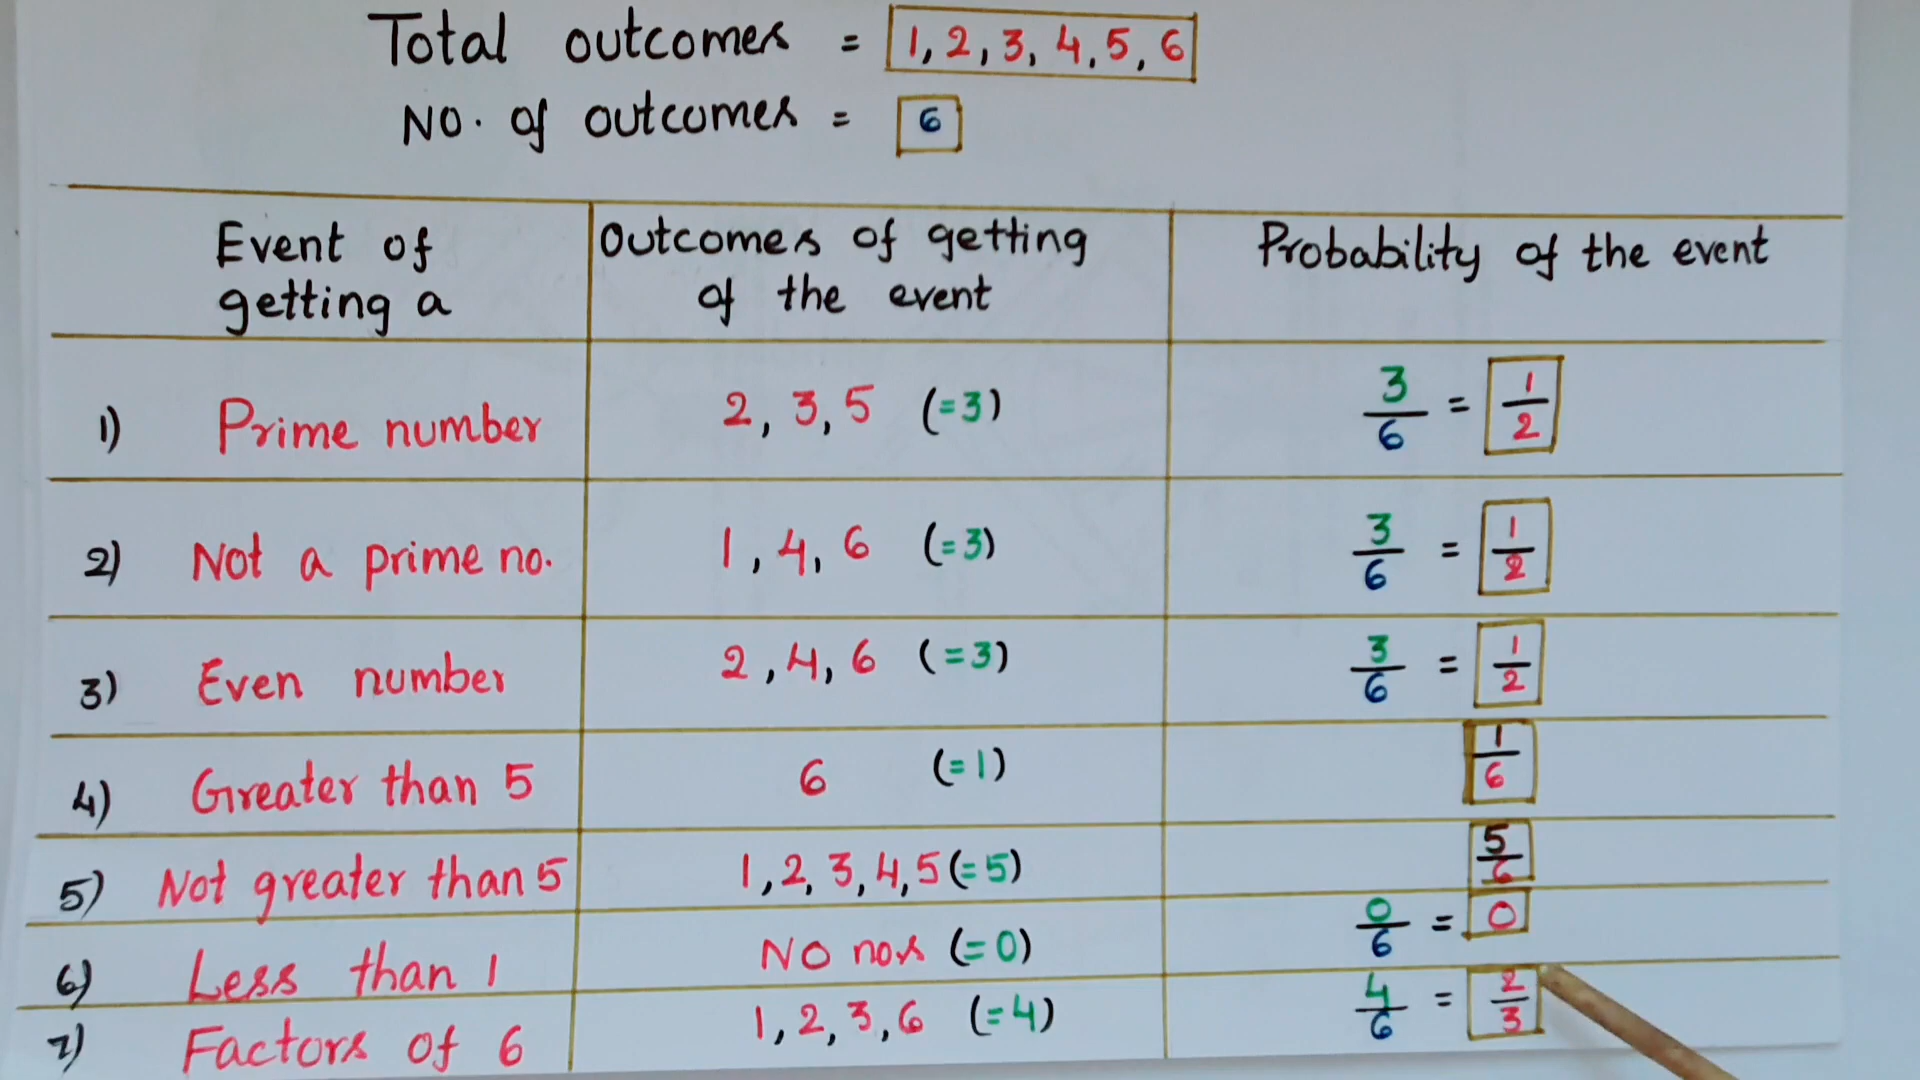 Total outcomes = 1, 2, 3, 4, 5, 6
NO. of outcomes = 6
Event of getting a
Outcomes of getting of the event
Probability of the event
1) Prime number 2, 3, 5 (=3) 3/6 = 1/2
2) Not a prime no. 1, 4, 6 (=3) 3/6 = 1/2
3) Even number 2, 4, 6 (=3) 3/6 = 1/2
4) Greater than 5 6 (=1) 1/6
5) Not greater than 5 1, 2, 3, 4, 5 (=5) 5/6
6) Less than 1 NO nos (=0) 0/6 = 0
7) Factors of 6 1, 2, 3, 6 (=4) 4/6 = 2/3